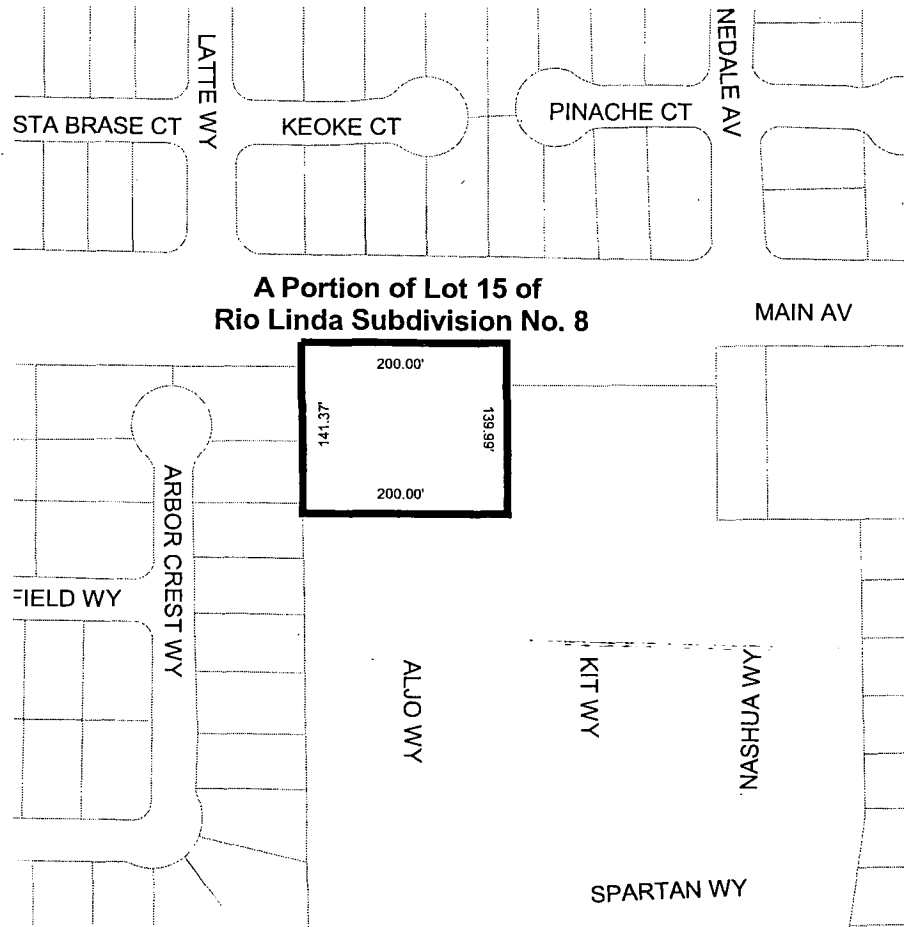 LATTE WY
NEDALE AV
STA BRASE CT
KEOKE CT
PINACHE CT
A Portion of Lot 15 of
Rio Linda Subdivision No. 8
MAIN AV
200.00'
141.37'
139.99'
200.00'
ARBOR CREST WY
FIELD WY
ALJO WY
KIT WY
NASHUA WY
SPARTAN WY